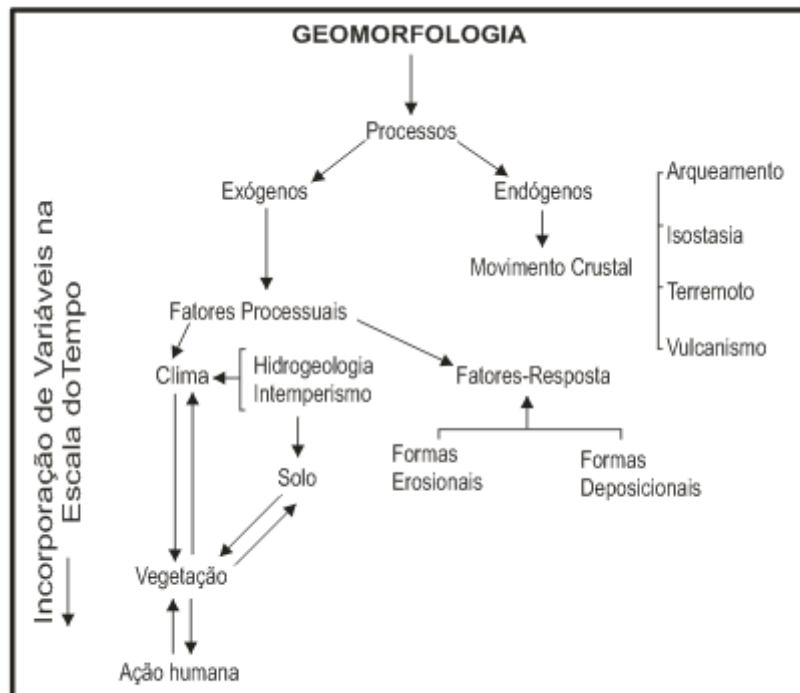 GEOMORFOLOGIA
Processos
Exógenos
Endógenos
Arqueamento
Isostasia
Terremoto
Vulcanismo
Movimento Crustal
Fatores Processuais
Clima
Hidrogeologia
Intemperismo
Fatores-Resposta
Formas
Erosionais
Formas
Deposicionais
Solo
Vegetação
Ação humana
Incorporação de Variáveis na
Escala doTempo